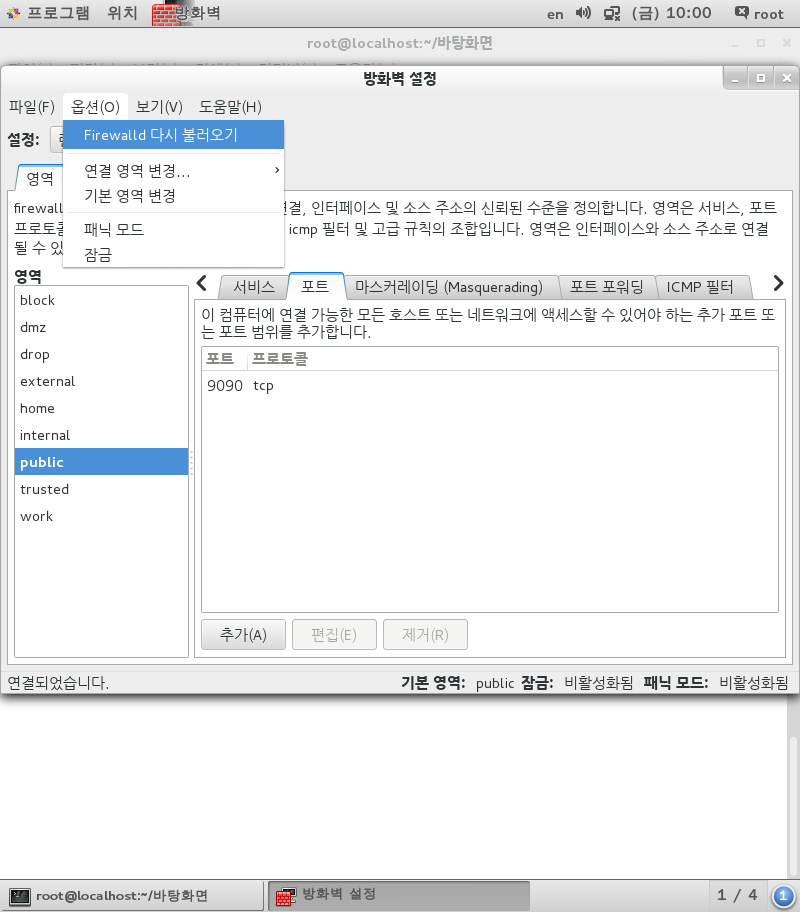 프로그램 위치 방화벽 en (금) 10:00 root
root@localhost:~/바탕화면
방화벽 설정
파일(F) 옵션(O) 보기(V) 도움말(H)
설정:
Firewalld 다시 불러오기
연결 영역 변경...
기본 영역 변경
패닉 모드
잠금
영역
firewall 연결, 인터페이스 및 소스 주소의 신뢰된 수준을 정의합니다. 영역은 서비스, 포트
프로토콜 icmp 필터 및 고급 규칙의 조합입니다. 영역은 인터페이스와 소스 주소로 연결
될 수 있
영역
block
dmz
drop
external
home
internal
public
trusted
work
서비스 포트 마스커레이딩 (Masquerading) 포트 포워딩 ICMP 필터
이 컴퓨터에 연결 가능한 모든 호스트 또는 네트워크에 액세스할 수 있어야 하는 추가 포트 또
는 포트 범위를 추가합니다.
포트 프로토콜
9090 tcp
추가(A) 편집(E) 제거(R)
연결되었습니다. 기본 영역: public 잠금: 비활성화됨 패닉 모드: 비활성화됨
root@localhost:~/바탕화면 방화벽 설정 1 / 4 1